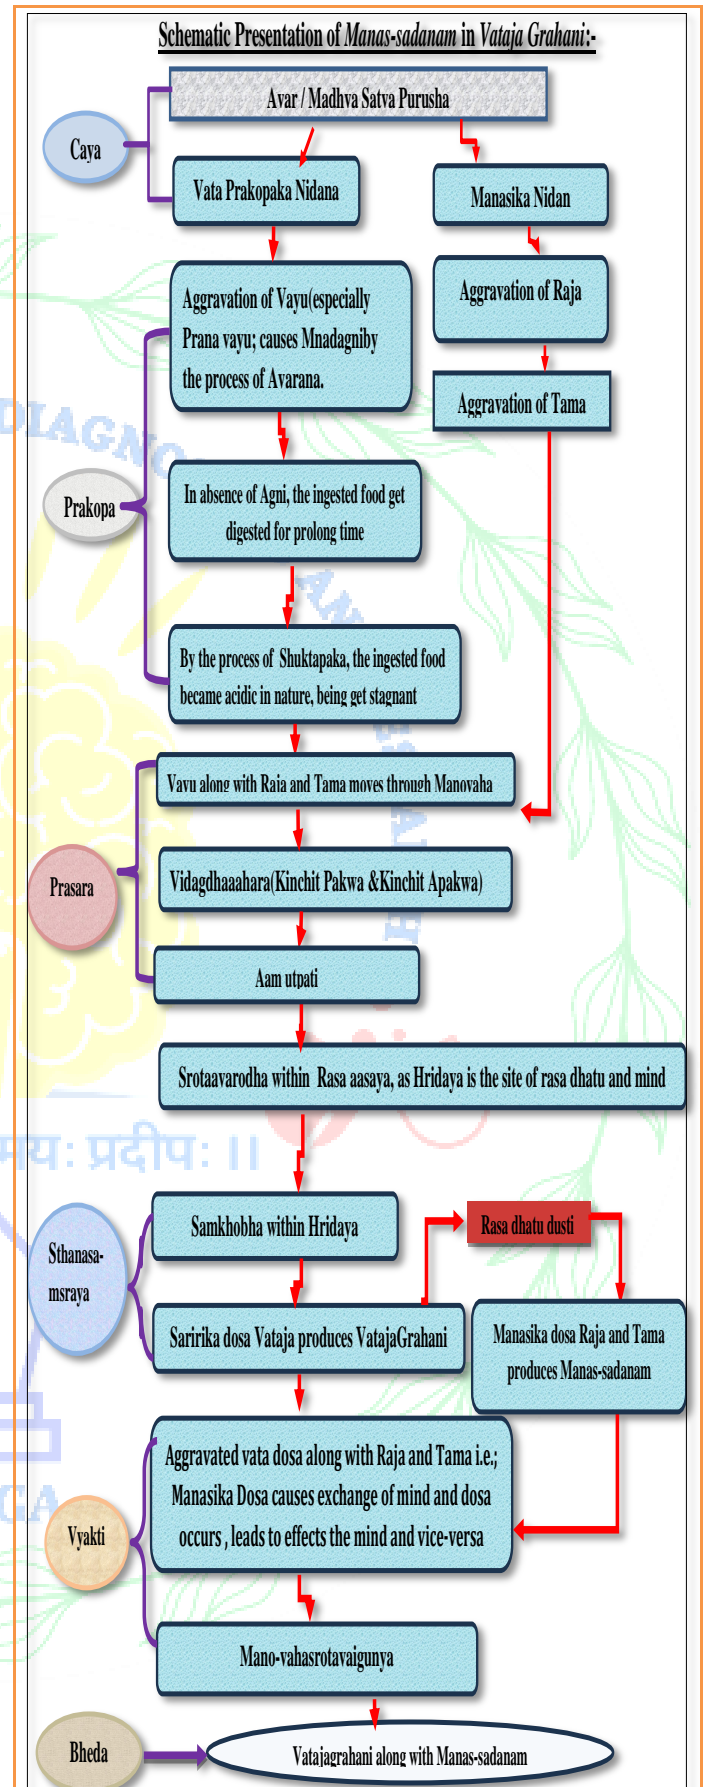 Schematic Presentation of Manas-sadanam in Vataja Grahani:-
Avar / Madhya Satva Purusha
Caya
Vata Prakopaka Nidana
Manasika Nidan
Aggravation of Vayu(especially
Prana vayu; causes Mnadagniby
the process of Avarana.
Aggravation of Raja
Aggravation of Tama
Prakopa
In absence of Agni, the ingested food get
digested for prolong time
By the process of Shuktapaka, the ingested food
became acidic in nature, being get stagnant
Vayu along with Raja and Tama moves through Manovaha
Prasara
Vidagdhaaahara(Kinchit Pakwa &Kinchit Apakwa)
Aam utpati
Srotaavarodha within Rasa aasaya, as Hridaya is the site of rasa dhatu and mind
Sthanasa-
msraya
Samkhobha within Hridaya
Rasa dhatu dusti
Saririka dosa Vataja produces VatajaGrahani
Manasika dosa Raja and Tama
produces Manas-sadanam
Aggravated vata dosa along with Raja and Tama i.e.;
Manasika Dosa causes exchange of mind and dosa
occurs , leads to effects the mind and vice-versa
Vyakti
Mano-vahasrotavaigunya
Bheda
Vatajagrahani along with Manas-sadanam
प्रदीप: ।।